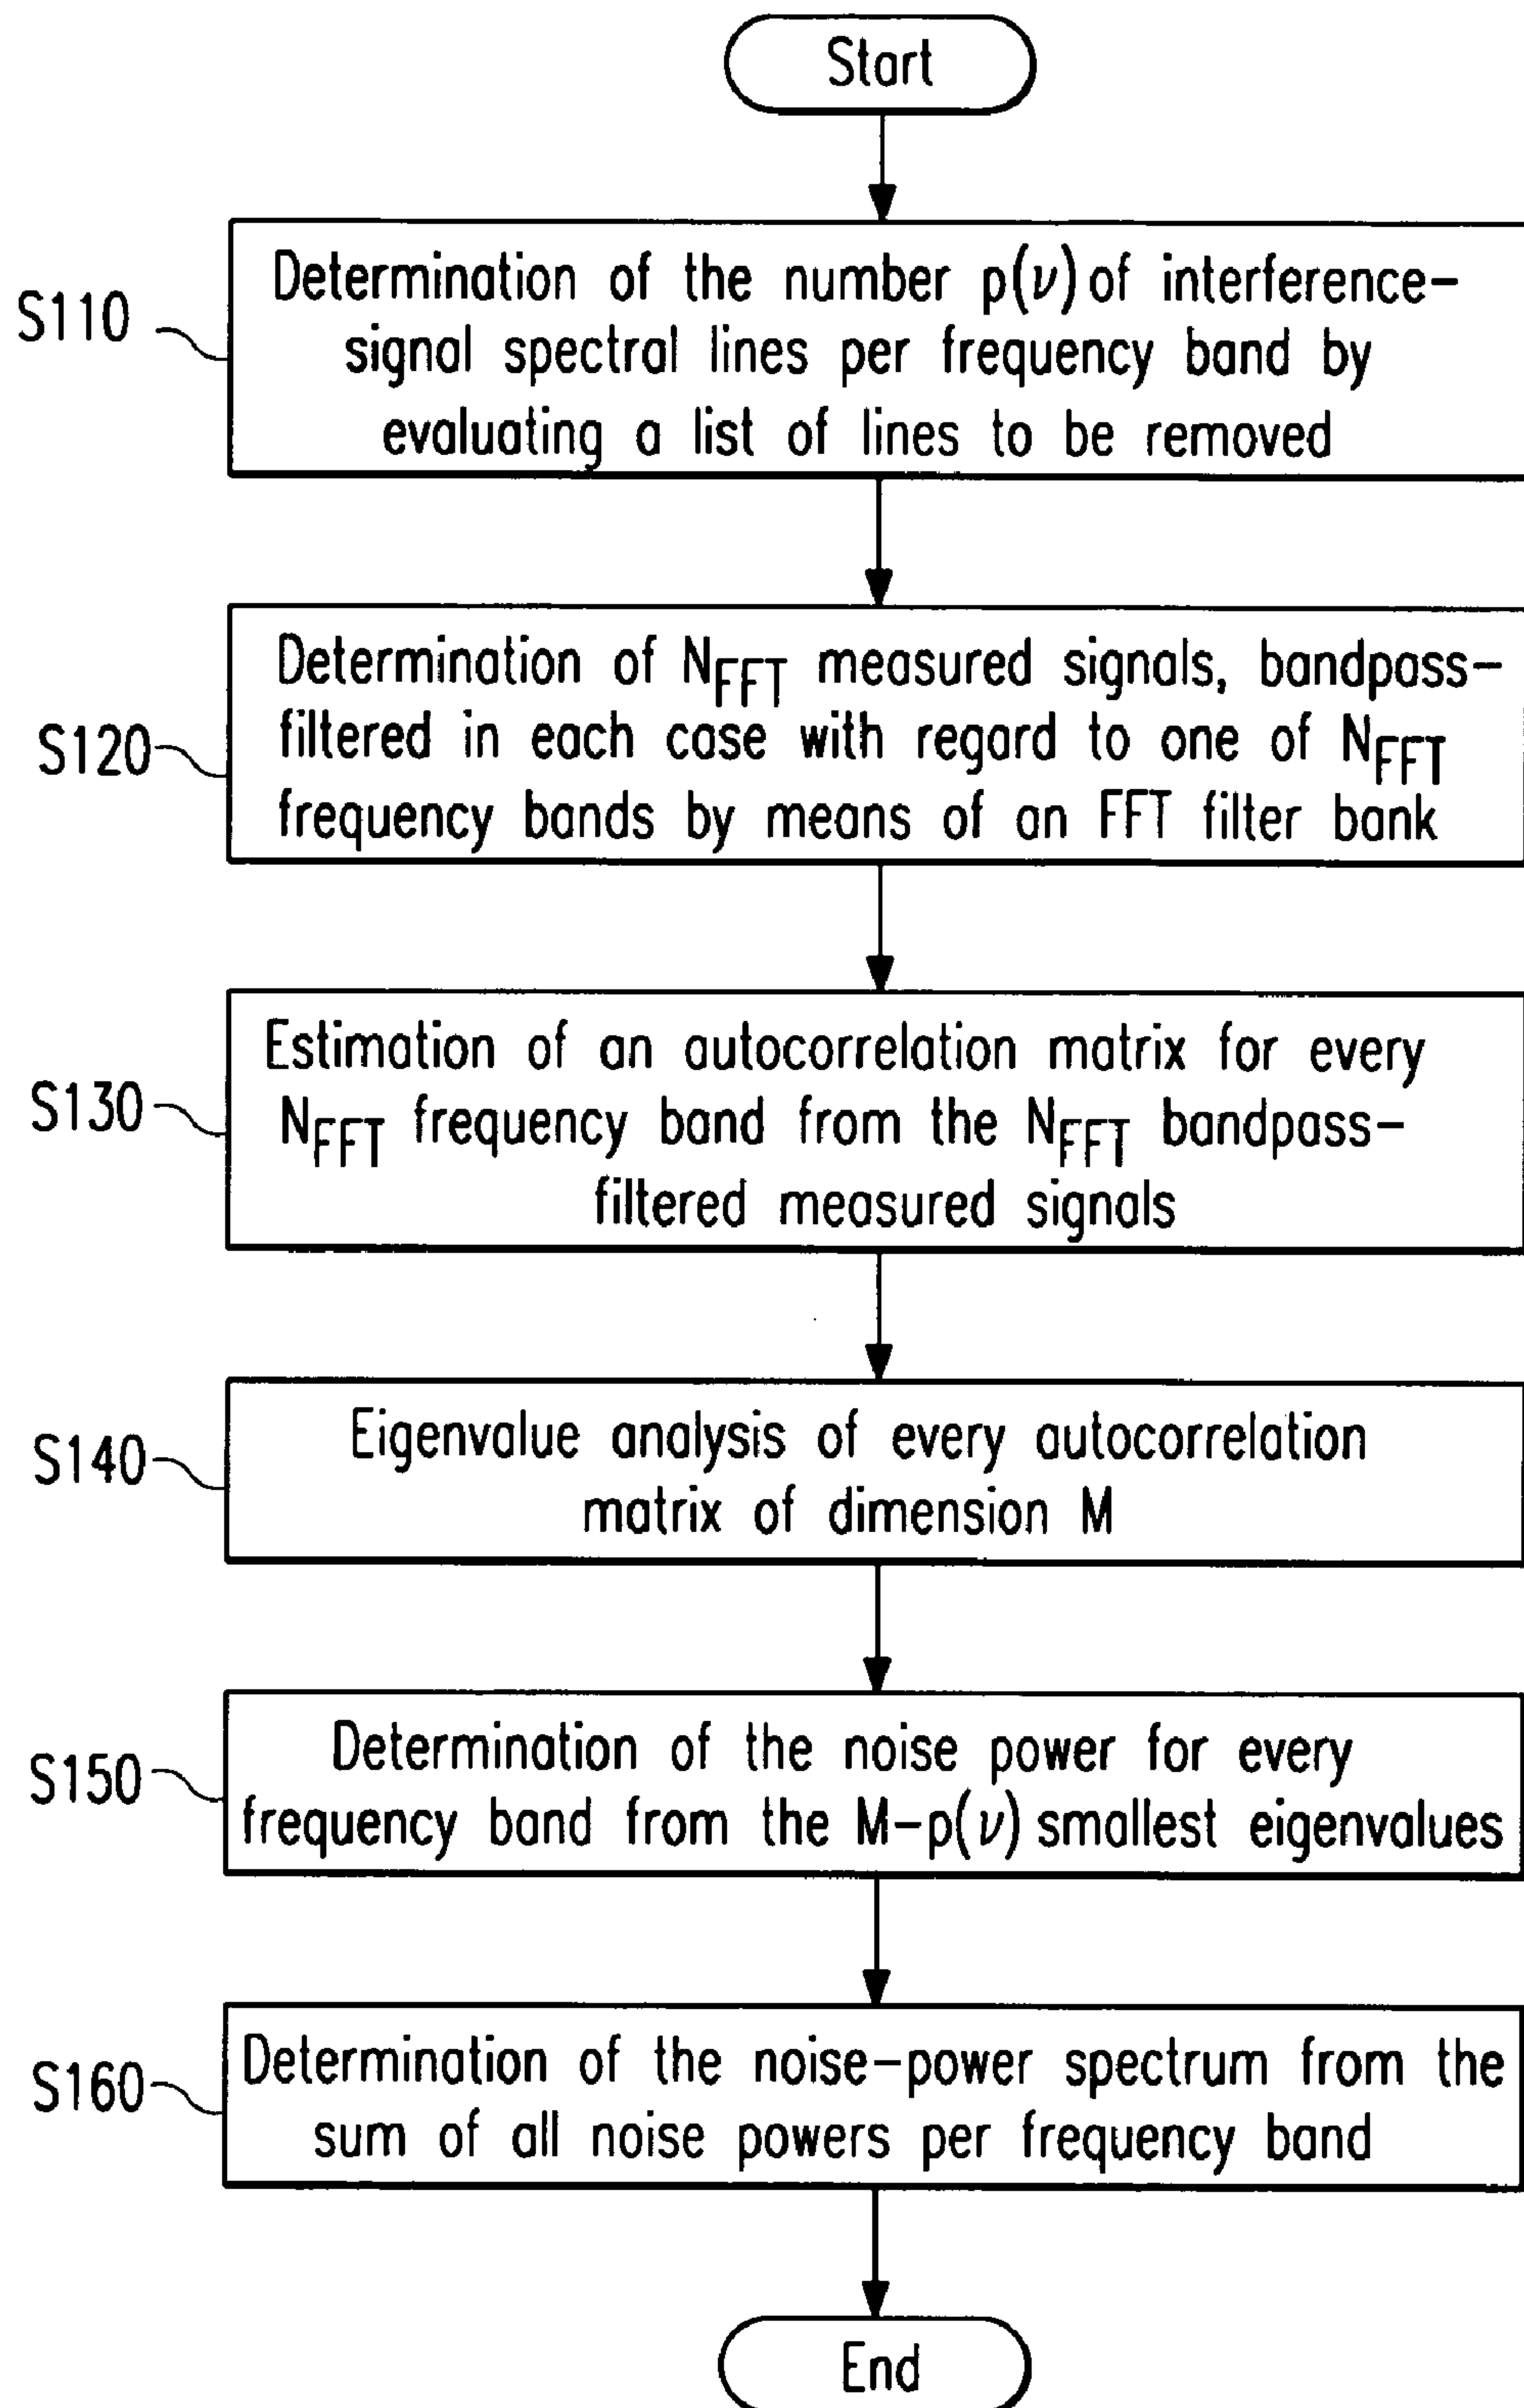 Start
S110
Determination of the number p(ν) of interference-
signal spectral lines per frequency band by
evaluating a list of lines to be removed
S120
Determination of NFFT measured signals, bandpass-
filtered in each case with regard to one of NFFT
frequency bands by means of an FFT filter bank
S130
Estimation of an autocorrelation matrix for every
NFFT frequency band from the NFFT bandpass-
filtered measured signals
S140
Eigenvalue analysis of every autocorrelation
matrix of dimension M
S150
Determination of the noise power for every
frequency band from the M-p(ν) smallest eigenvalues
S160
Determination of the noise-power spectrum from the
sum of all noise powers per frequency band
End